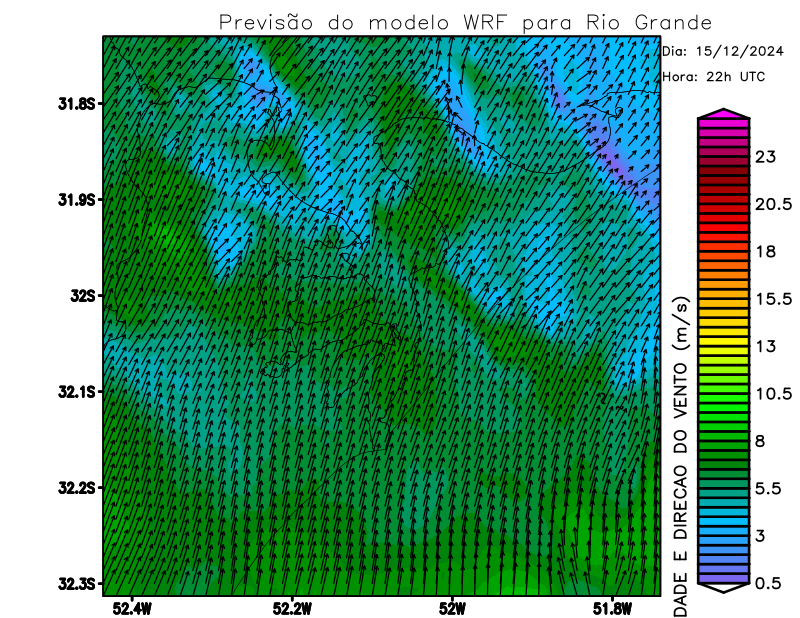 Previsão do modelo WRF para Rio Grande
Dia: 15/12/2024
Hora: 22h UTC
31.8S
31.9S
32S
32.1S
32.2S
32.3S
52.4W
52.2W
52W
51.8W
23
20.5
18
15.5
13
10.5
8
5.5
3
0.5
DADE E DIRECAO DO VENTO (m/s)